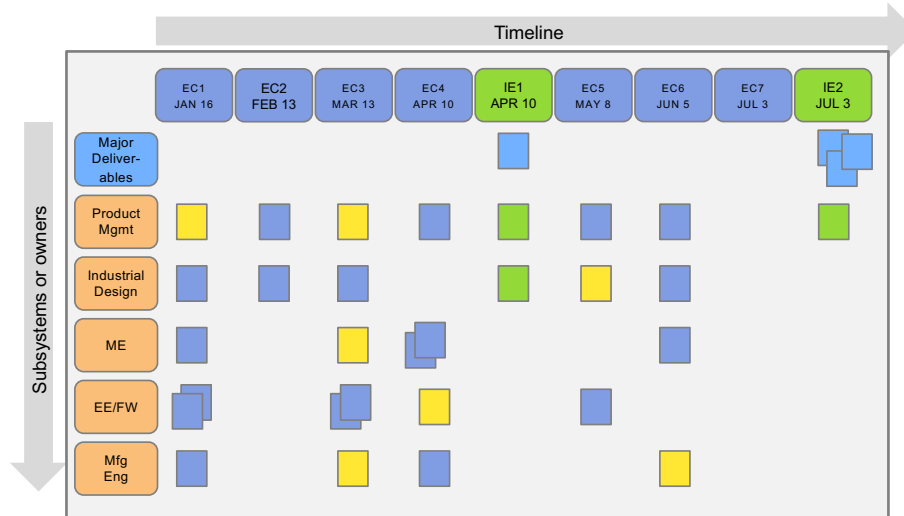 Timeline
EC1
JAN 16
EC2
FEB 13
EC3
MAR 13
EC4
APR 10
IE1
APR 10
EC5
MAY 8
EC6
JUN 5
EC7
JUL 3
IE2
JUL 3
Subsystems or owners
Major
Deliver-
ables
Product
Mgmt
Industrial
Design
ME
EE/FW
Mfg
Eng